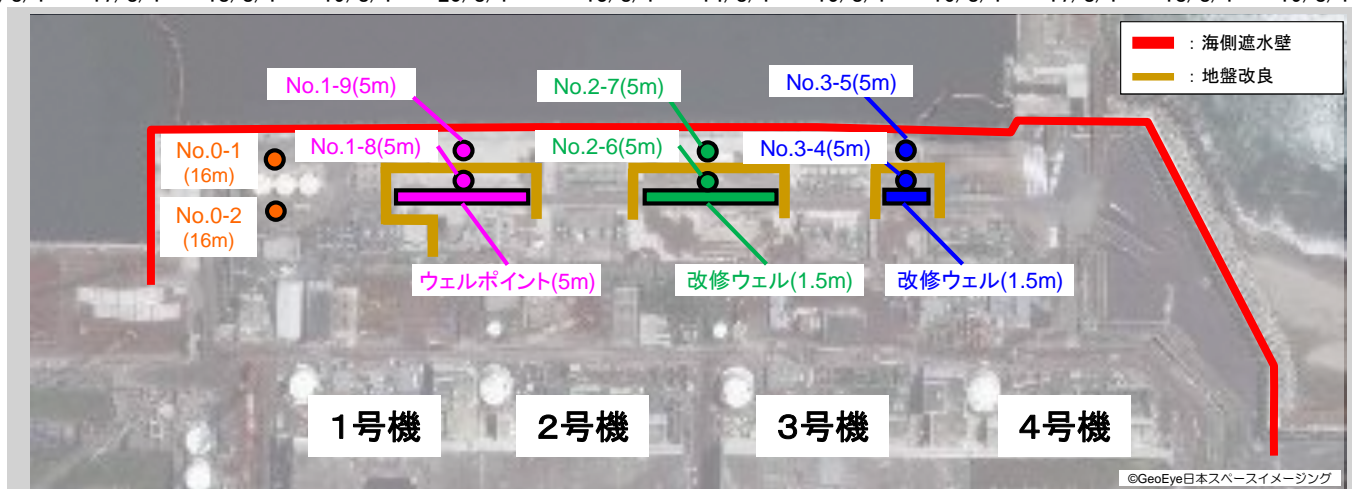 ：海側遮水壁
：地盤改良
No.1-9(5m)
No.2-7(5m)
No.3-5(5m)
No.0-1
(16m)
No.1-8(5m)
No.2-6(5m)
No.3-4(5m)
No.0-2
(16m)
ウェルポイント(5m)
改修ウェル(1.5m)
改修ウェル(1.5m)
1号機
2号機
3号機
4号機
©GeoEye日本スペースイメージング